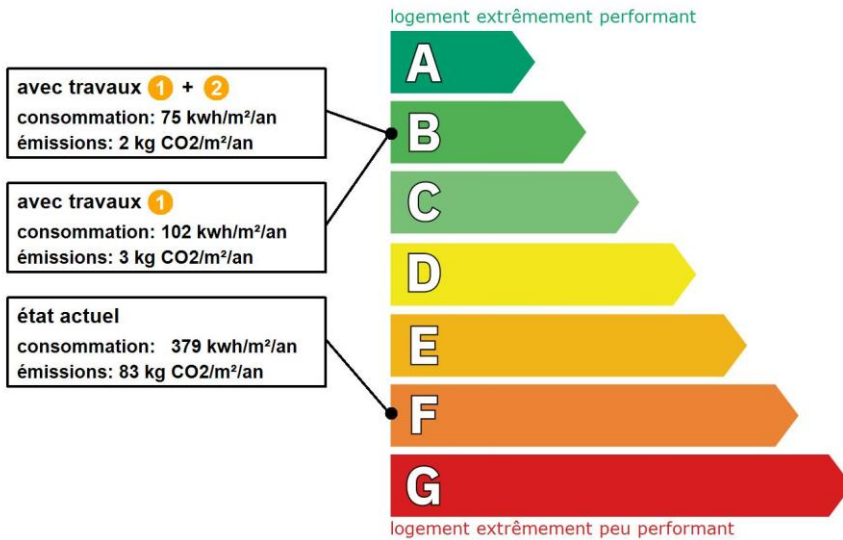 logement extrêmement performant
A
avec travaux 1 + 2
consommation: 75 kwh/m²/an
émissions: 2 kg CO2/m²/an
B
avec travaux 1
consommation: 102 kwh/m²/an
émissions: 3 kg CO2/m²/an
C
D
état actuel
consommation: 379 kwh/m²/an
émissions: 83 kg CO2/m²/an
E
F
G
logement extrêmement peu performant